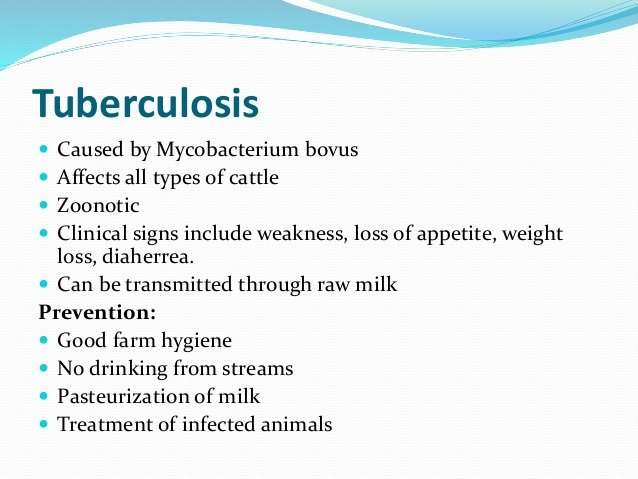 Tuberculosis
• Caused by Mycobacterium bovus
• Affects all types of cattle
• Zoonotic
• Clinical signs include weakness, loss of appetite, weight
loss, diaherrea.
• Can be transmitted through raw milk
Prevention:
• Good farm hygiene
• No drinking from streams
• Pasteurization of milk
• Treatment of infected animals